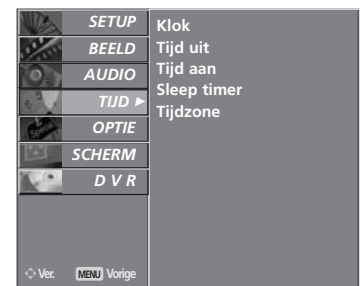 SETUP
BEELD
AUDIO
TIJD ►
OPTIE
SCHERM
D V R
Klok
Tijd uit
Tijd aan
Sleep timer
Tijdzone
Ver. MENU Vorige